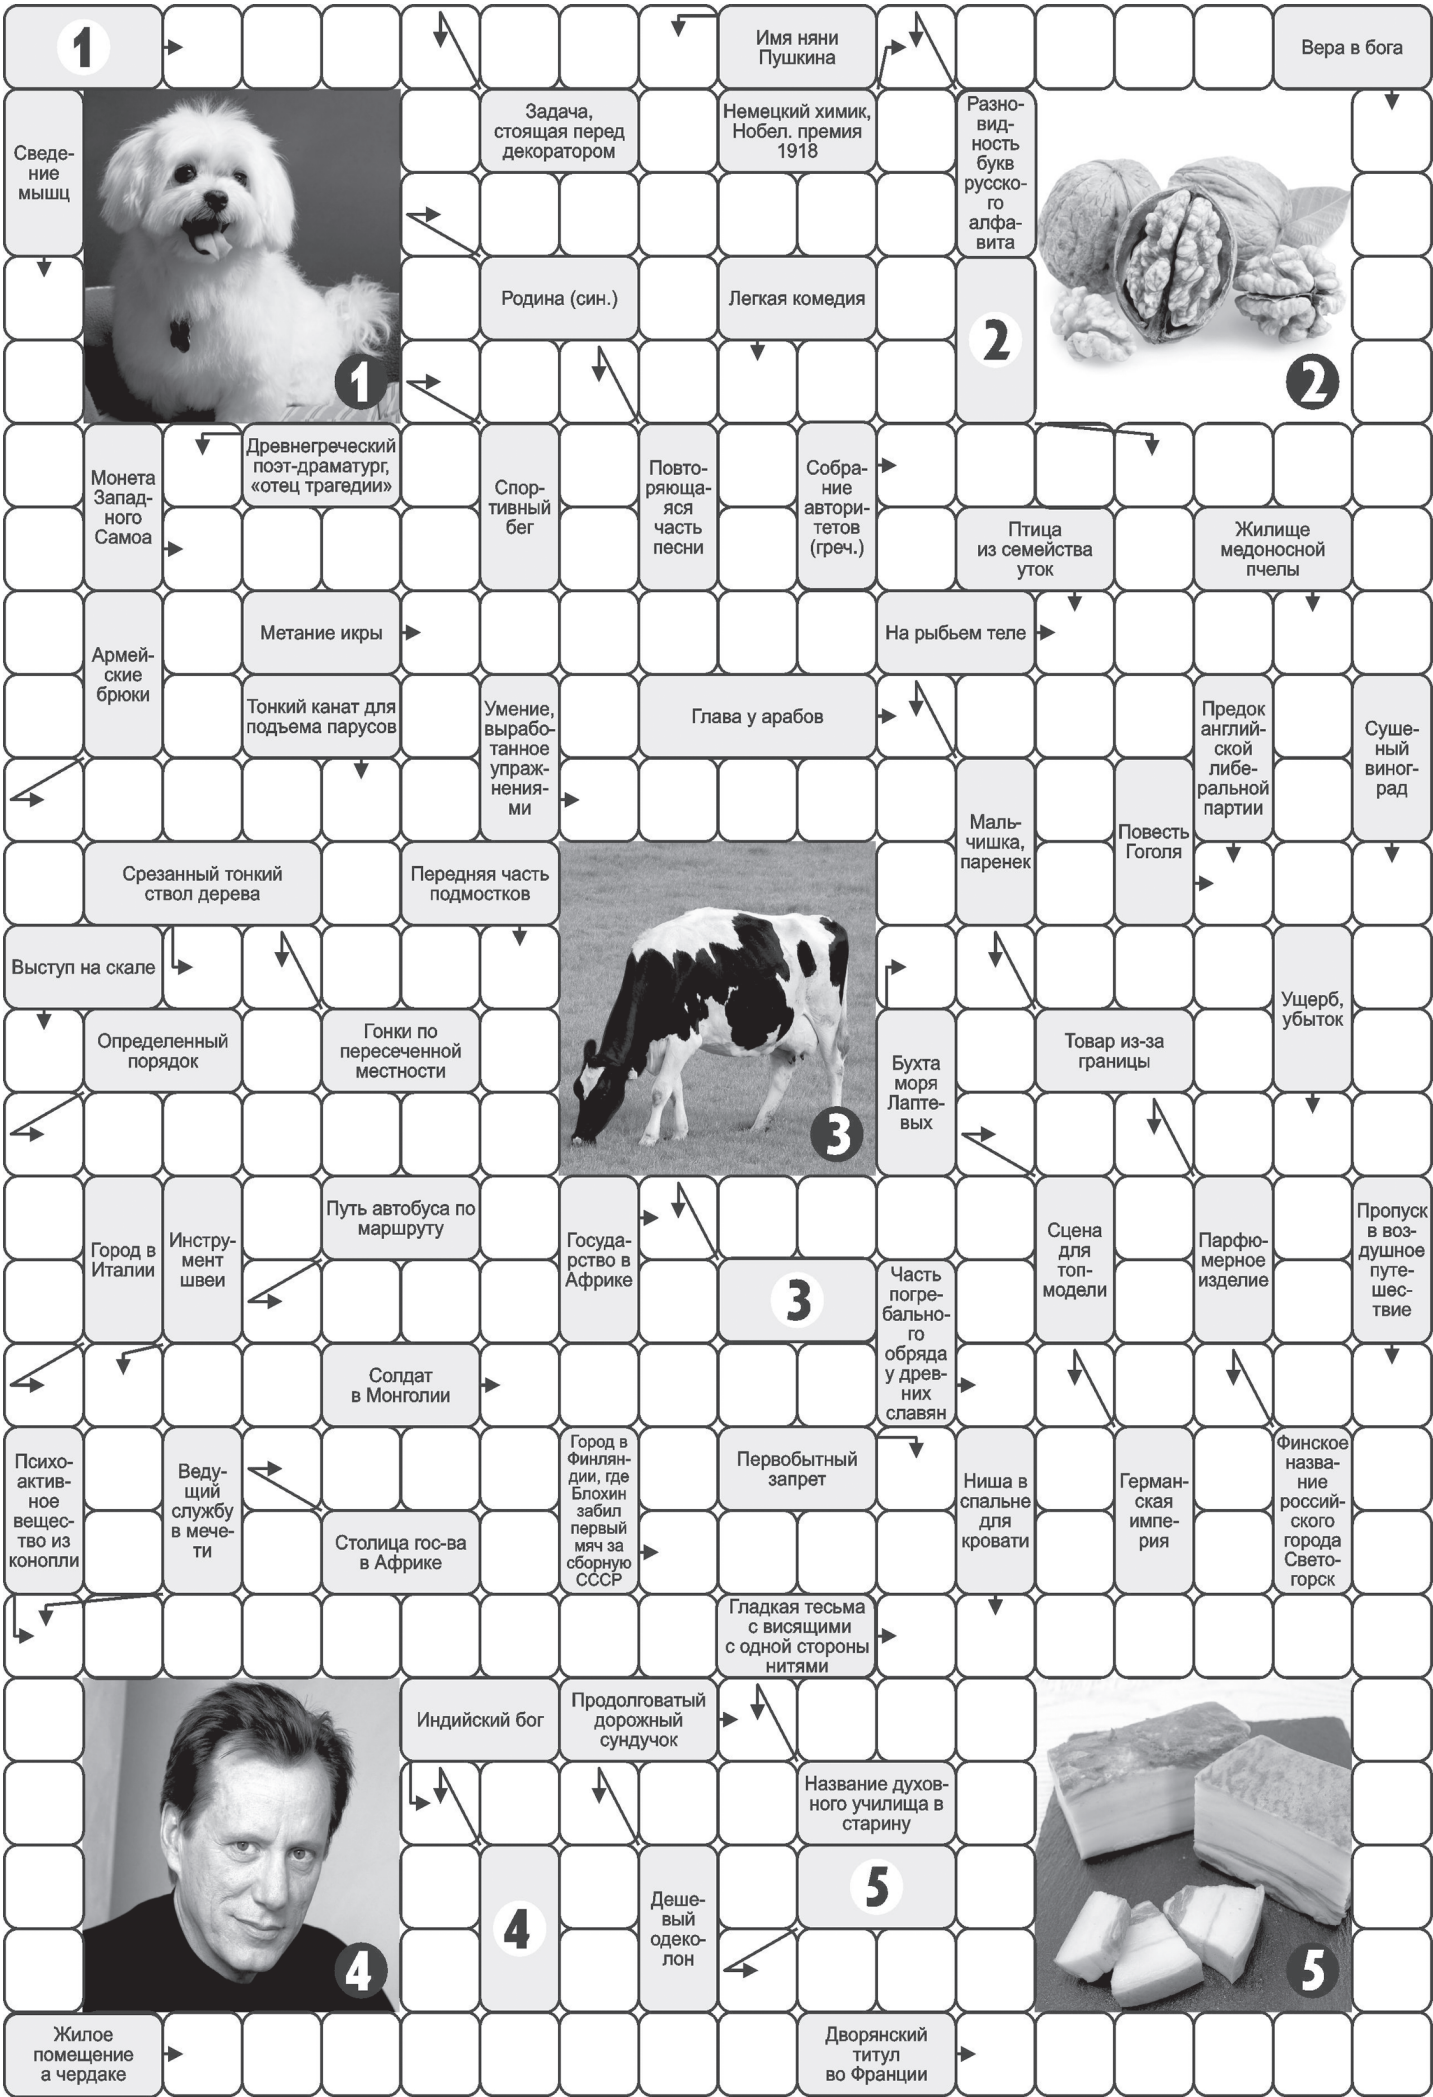 1
Имя няни
Пушкина
Вера в бога
Сведе-
ние
мышц
Задача,
стоящая перед
декоратором
Немецкий химик,
Нобел. премия
1918
Разно-
вид-
ность
букв
русско-
го
алфа-
вита
Родина (син.)
Легкая комедия
2
1
2
Монета
Запад-
ного
Самоа
Древнегреческий
поэт-драматург,
«отец трагедии»
Спор-
тивный
бег
Повто-
ряюща-
яся
часть
песни
Собра-
ние
автори-
тетов
(греч.)
Птица
из семейства
уток
Жилище
медоносной
пчелы
Армей-
ские
брюки
Метание икры
На рыбьем теле
Тонкий канат для
подъема парусов
Умение,
вырабо-
танное
упраж-
нения-
ми
Глава у арабов
Предок
англий-
ской
либе-
ральной
партии
Суше-
ный
виног-
рад
Маль-
чишка,
паренек
Повесть
Гоголя
Срезанный тонкий
ствол дерева
Передняя часть
подмостков
Выступ на скале
Ущерб,
убыток
Определенный
порядок
Гонки по
пересеченной
местности
3
Бухта
моря
Лапте-
вых
Товар из-за
границы
Город в
Италии
Инстру-
мент
швеи
Путь автобуса по
маршруту
Госуда-
рство в
Африке
Сцена
для
топ-
модели
Парфю-
мерное
изделие
Пропуск
в воз-
душное
путе-
шес-
твие
3
Часть
погре-
бально-
го
обряда
у древ-
них
славян
Солдат
в Монголии
Психо-
актив-
ное
вещес-
тво из
конопли
Веду-
щий
службу
в мече-
ти
Город в
Финлян-
дии, где
Блохин
забил
первый
мяч за
сборную
СССР
Первобытный
запрет
Ниша в
спальне
для
кровати
Герман-
ская
импе-
рия
Финское
назва-
ние
россий-
ского
города
Свето-
горск
Столица гос-ва
в Африке
Гладкая тесьма
с висящими
с одной стороны
нитями
Индийский бог
Продолговатый
дорожный
сундучок
Название духов-
ного училища в
старину
4
4
Деше-
вый
одеко-
лон
5
5
Жилое
помещение
а чердаке
Дворянский
титул
во Франции